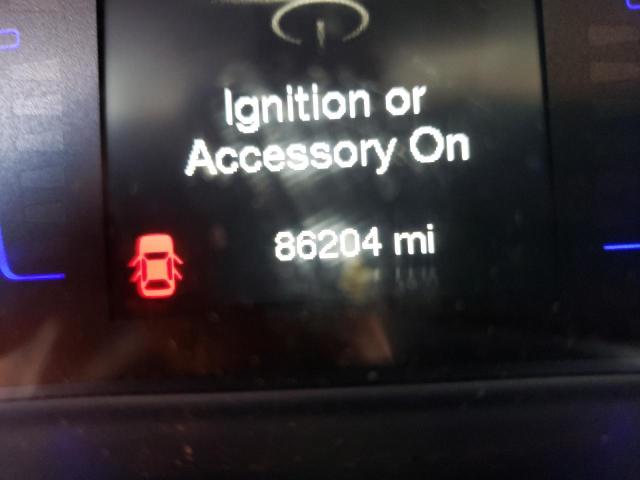 Ignition or
Accessory On
86204 mi